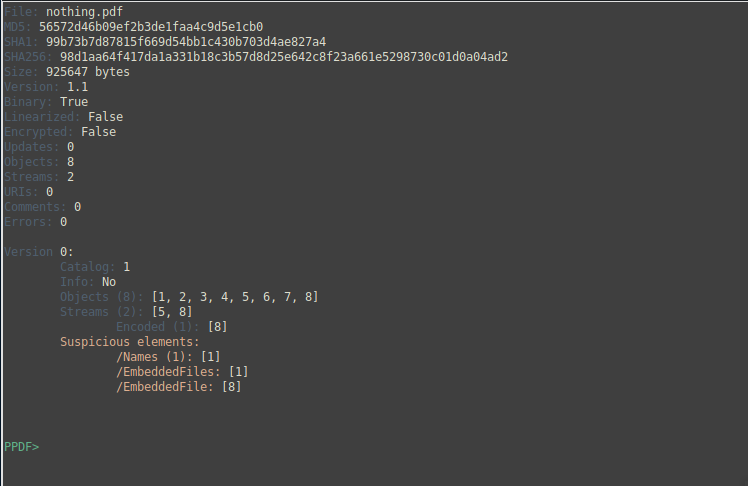 File: nothing.pdf
MD5: 56572d46b09ef2b3de1faa4c9d5e1cb0
SHA1: 99b73b7d87815f669d54bb1c430b703d4ae827a4
SHA256: 98d1aa64f417da1a331b18c3b57d8d25e642c8f23a661e5298730c01d0a04ad2
Size: 925647 bytes
Version: 1.1
Binary: True
Linearized: False
Encrypted: False
Updates: 0
Objects: 8
Streams: 2
URIs: 0
Comments: 0
Errors: 0
Version 0:
Catalog: 1
Info: No
Objects (8): [1, 2, 3, 4, 5, 6, 7, 8]
Streams (2): [5, 8]
Encoded (1): [8]
Suspicious elements:
/Names (1): [1]
/EmbeddedFiles: [1]
/EmbeddedFile: [8]
PPDF>